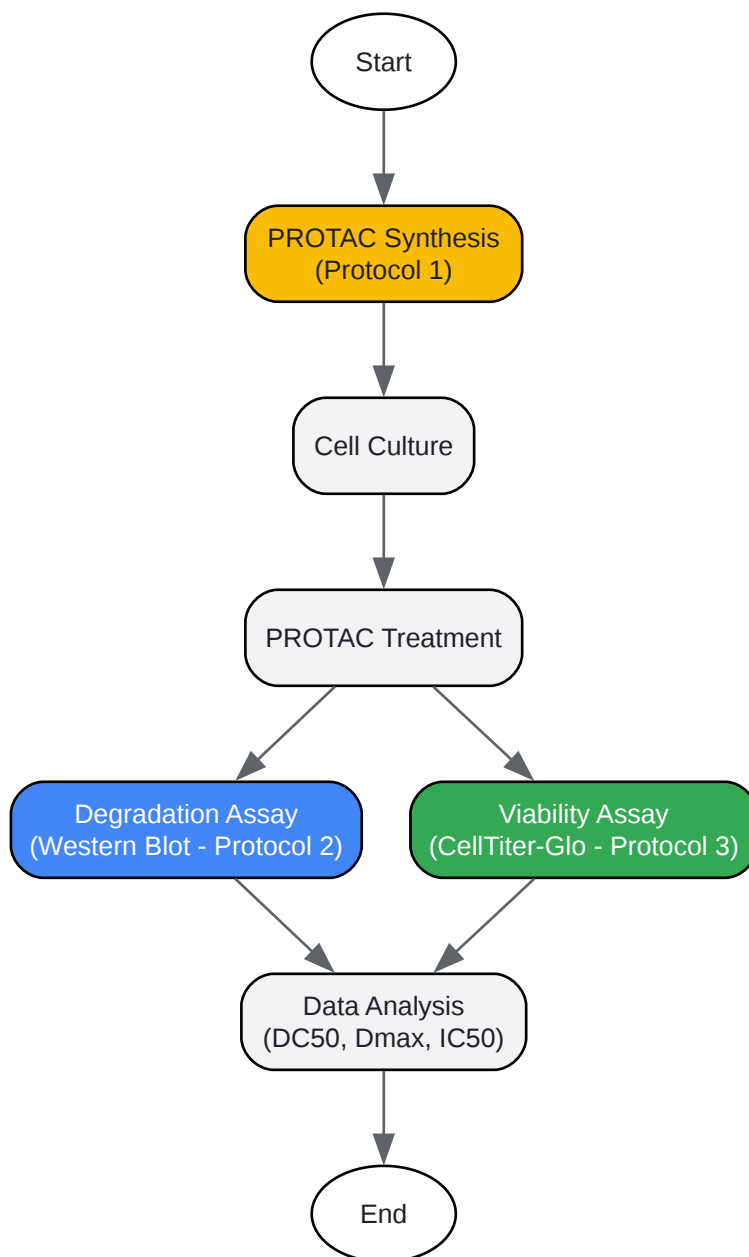 Start
PROTAC Synthesis
(Protocol 1)
Cell Culture
PROTAC Treatment
Degradation Assay
(Western Blot - Protocol 2)
Viability Assay
(CellTiter-Glo - Protocol 3)
Data Analysis
(DC50, Dmax, IC50)
End